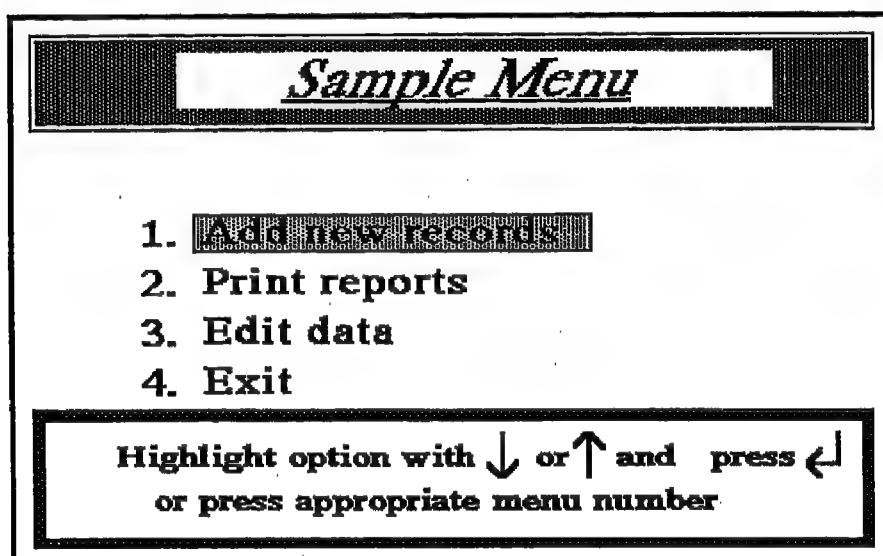 Sample Menu
1. Add new records
2. Print reports
3. Edit data
4. Exit
Highlight option with ↓ or ↑ and press ↵
or press appropriate menu number